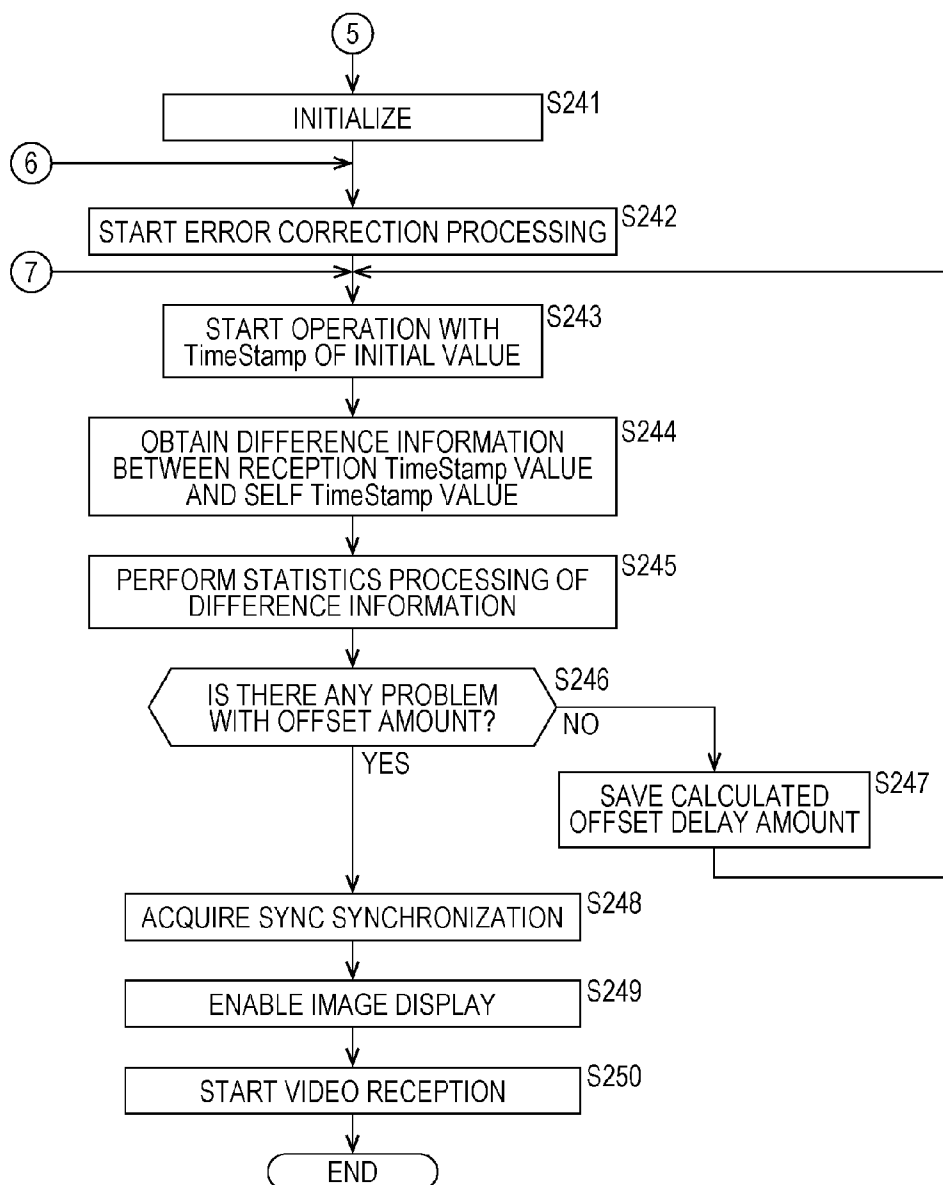 5
INITIALIZE
S241
6
START ERROR CORRECTION PROCESSING
S242
7
START OPERATION WITH
TimeStamp OF INITIAL VALUE
S243
OBTAIN DIFFERENCE INFORMATION
BETWEEN RECEPTION TimeStamp VALUE
AND SELF TimeStamp VALUE
S244
PERFORM STATISTICS PROCESSING OF
DIFFERENCE INFORMATION
S245
IS THERE ANY PROBLEM
WITH OFFSET AMOUNT?
S246
NO
YES
SAVE CALCULATED
OFFSET DELAY AMOUNT
S247
ACQUIRE SYNC SYNCHRONIZATION
S248
ENABLE IMAGE DISPLAY
S249
START VIDEO RECEPTION
S250
END